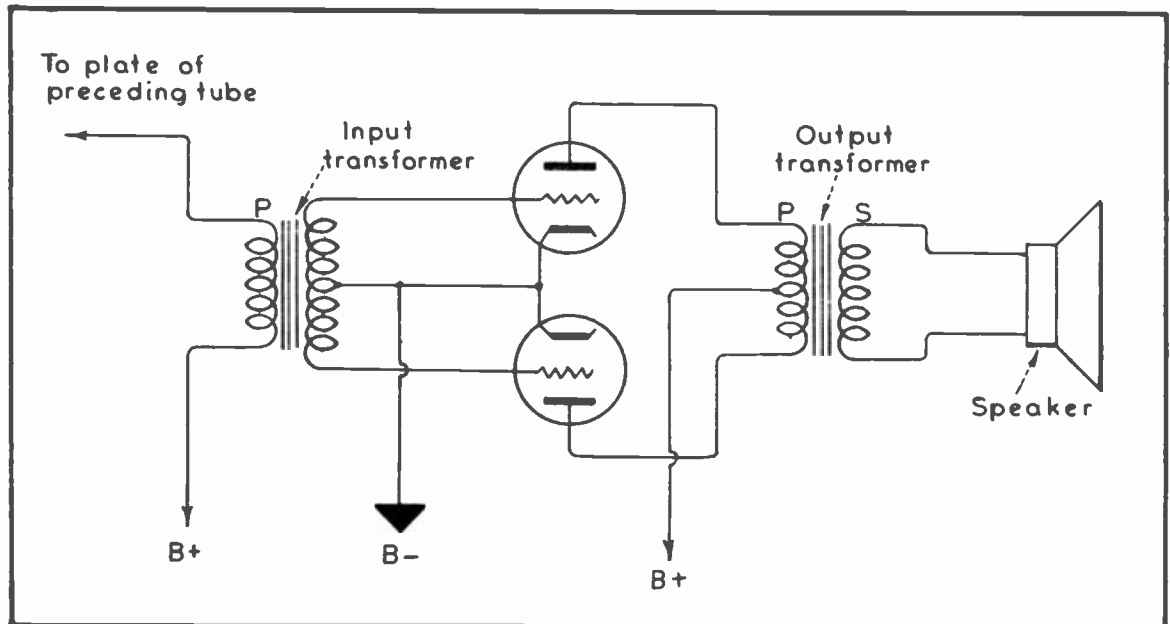 To plate of
preceding tube
Input
transformer
Output
transformer
P
P
S
Speaker
B+
B-
B+